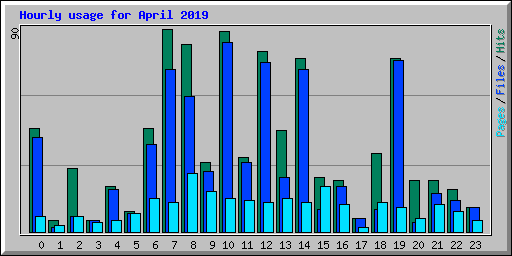 Hourly usage for April 2019
90
Pages / Files / Hits
0 1 2 3 4 5 6 7 8 9 10 11 12 13 14 15 16 17 18 19 20 21 22 23